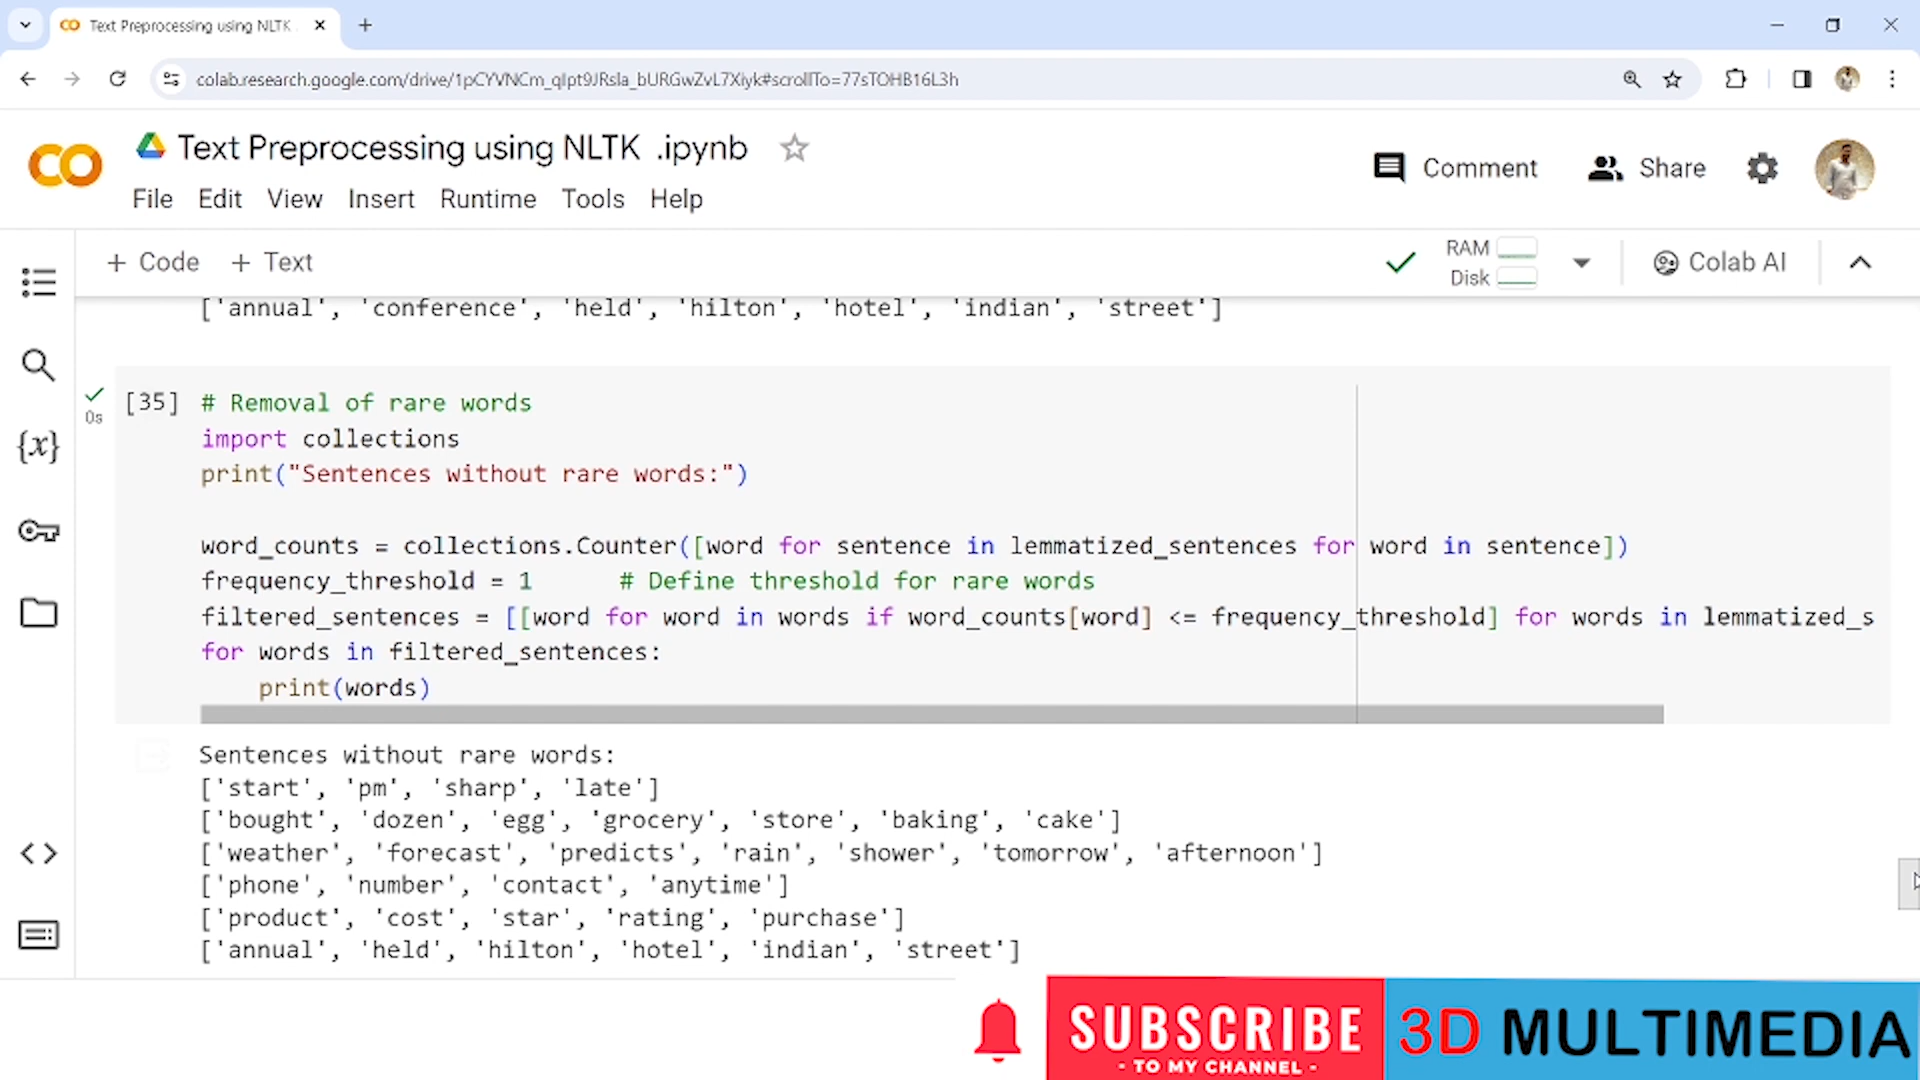 Text Preprocessing using NLTK
colab.research.google.com/drive/1pCYVNCm_qIpt9JRsla_bURGwZvL7Xiyk#scrollTo=77sTOHB16L3h
CO
Text Preprocessing using NLTK .ipynb
Comment
Share
File Edit View Insert Runtime Tools Help
+ Code + Text
RAM
Disk
Colab AI
['annual', 'conference', 'held', 'hilton', 'hotel', 'indian', 'street']
{x}
0s
[35] # Removal of rare words
import collections
print("Sentences without rare words:")
word_counts = collections.Counter([word for sentence in lemmatized_sentences for word in sentence])
frequency_threshold = 1 # Define threshold for rare words
filtered_sentences = [[word for word in words if word_counts[word] <= frequency_threshold] for words in lemmatized_s
for words in filtered_sentences:
print(words)
Sentences without rare words:
['start', 'pm', 'sharp', 'late']
['bought', 'dozen', 'egg', 'grocery', 'store', 'baking', 'cake']
['weather', 'forecast', 'predicts', 'rain', 'shower', 'tomorrow', 'afternoon']
['phone', 'number', 'contact', 'anytime']
['product', 'cost', 'star', 'rating', 'purchase']
['annual', 'held', 'hilton', 'hotel', 'indian', 'street']
SUBSCRIBE
- TO MY CHANNEL -
3D MULTIMEDIA